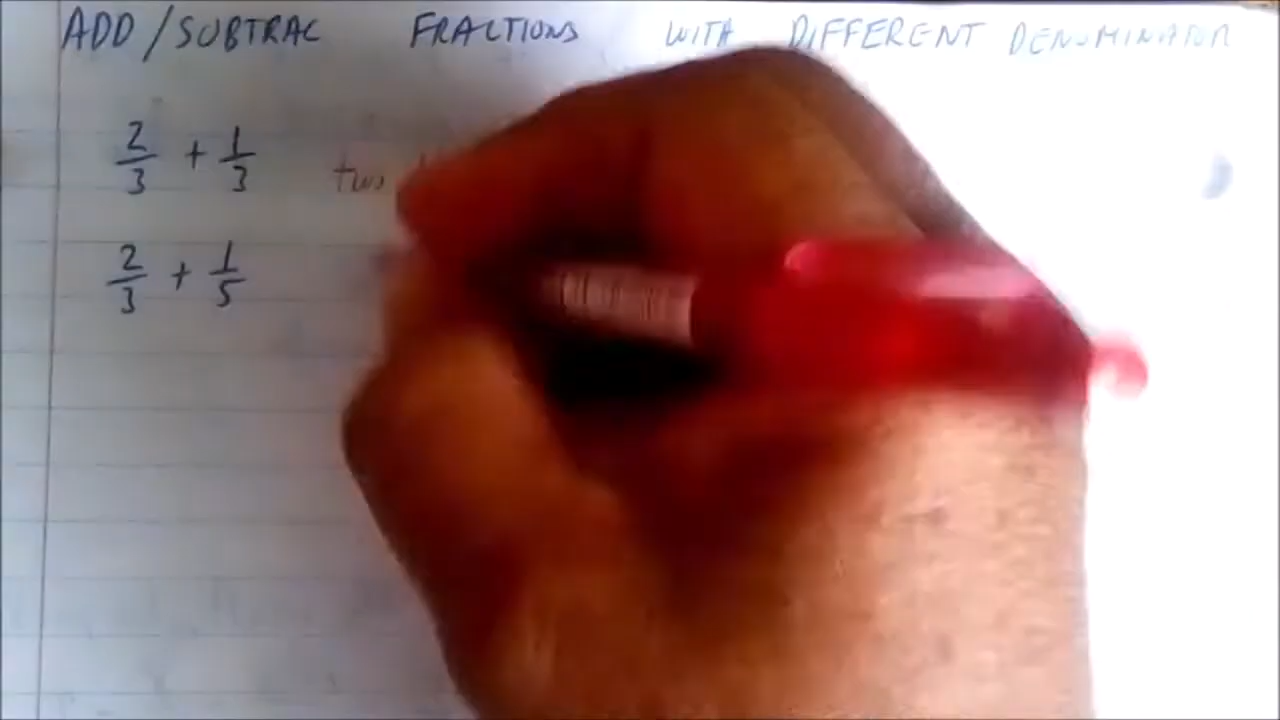 ADD / SUBTRAC FRACTIONS WITH DIFFERENT DENOMINATOR
2/3 + 1/3 two
2/3 + 1/5